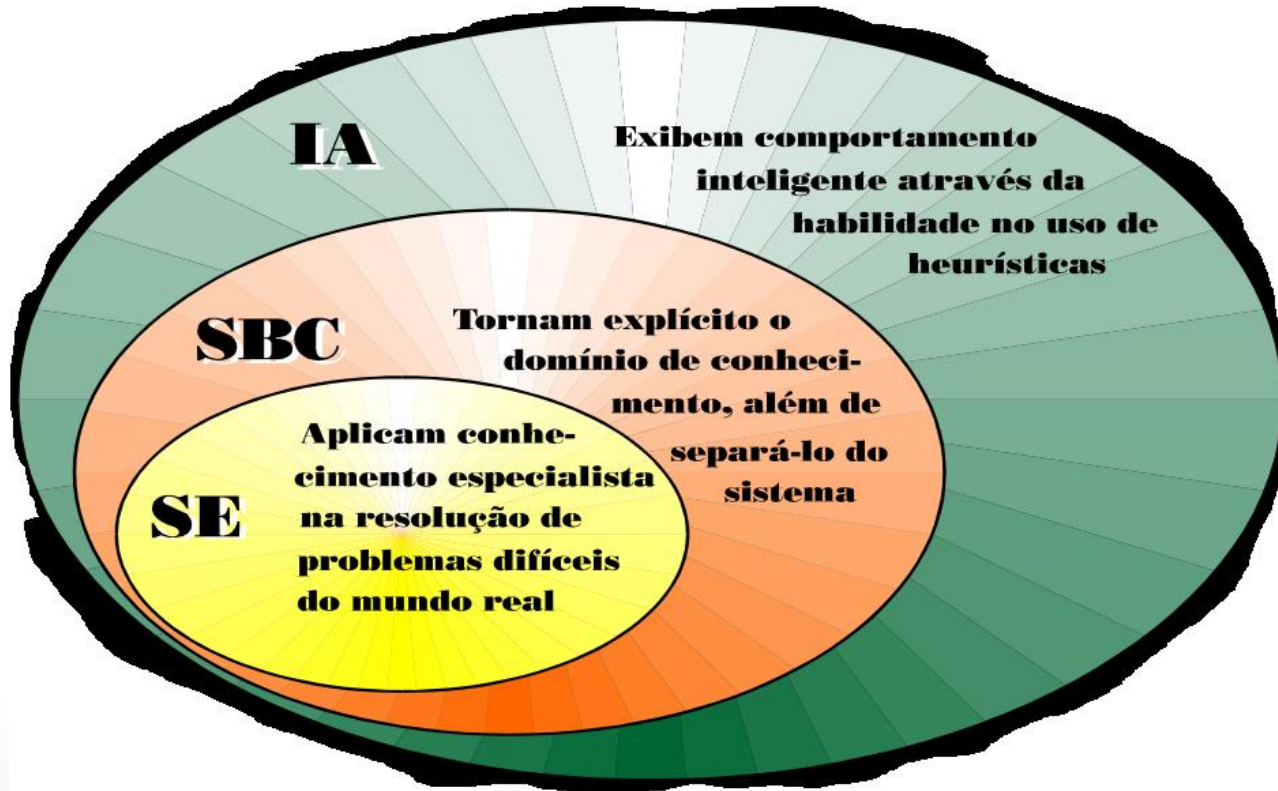 IA
Exibem comportamento
inteligente através da
habilidade no uso de
heurísticas
SBC
Tornam explícito o
domínio de conheci-
mento, além de
separá-lo do
sistema
SE
Aplicam conhe-
cimento especialista
na resolução de
problemas difíceis
do mundo real